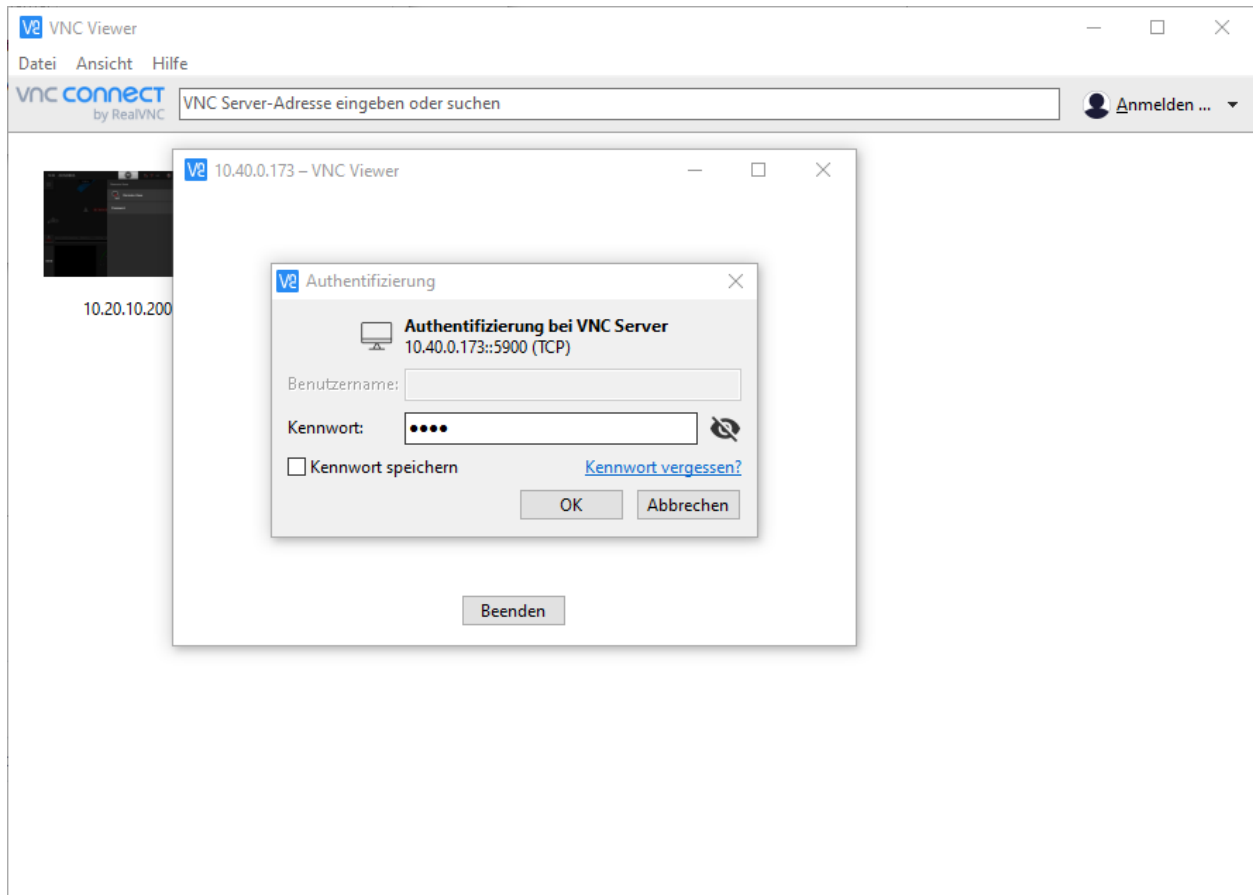 VNC Viewer
Datei Ansicht Hilfe
vnc connect
by RealVNC
VNC Server-Adresse eingeben oder suchen
Anmelden ...
10.40.0.173 – VNC Viewer
Authentifizierung
Authentifizierung bei VNC Server
10.40.0.173::5900 (TCP)
Benutzername:
Kennwort: ••••
Kennwort speichern
Kennwort vergessen?
OK
Abbrechen
Beenden
10.20.10.200